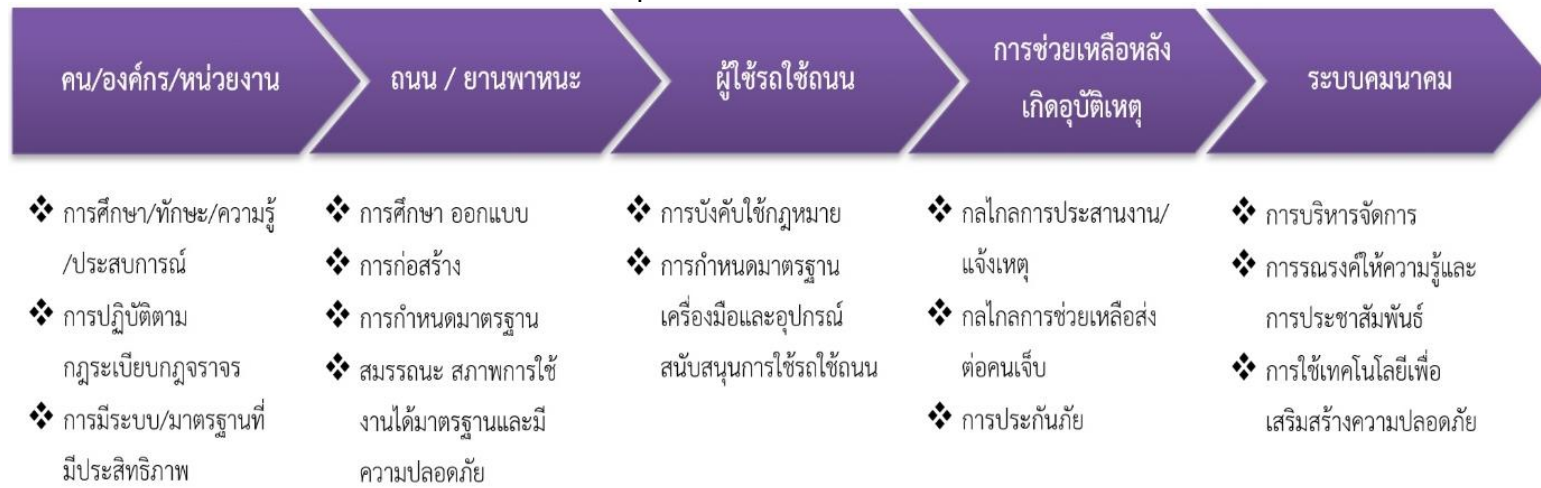 คน/องค์กร/หน่วยงาน
ถนน / ยานพาหนะ
ผู้ใช้รถใช้ถนน
การช่วยเหลือหลัง
เกิดอุบัติเหตุ
ระบบคมนาคม
❖ การศึกษา/ทักษะ/ความรู้
/ประสบการณ์
❖ การปฏิบัติตาม
กฎระเบียบกฎจราจร
❖ การมีระบบ/มาตรฐานที่
มีประสิทธิภาพ
❖ การศึกษา ออกแบบ
❖ การก่อสร้าง
❖ การกำหนดมาตรฐาน
❖ สมรรถนะ สภาพการใช้
งานได้มาตรฐานและมี
ความปลอดภัย
❖ การบังคับใช้กฎหมาย
❖ การกำหนดมาตรฐาน
เครื่องมือและอุปกรณ์
สนับสนุนการใช้รถใช้ถนน
❖ กลไกลการประสานงาน/
แจ้งเหตุ
❖ กลไกลการช่วยเหลือส่ง
ต่อคนเจ็บ
❖ การประกันภัย
❖ การบริหารจัดการ
❖ การรณรงค์ให้ความรู้และ
การประชาสัมพันธ์
❖ การใช้เทคโนโลยีเพื่อ
เสริมสร้างความปลอดภัย